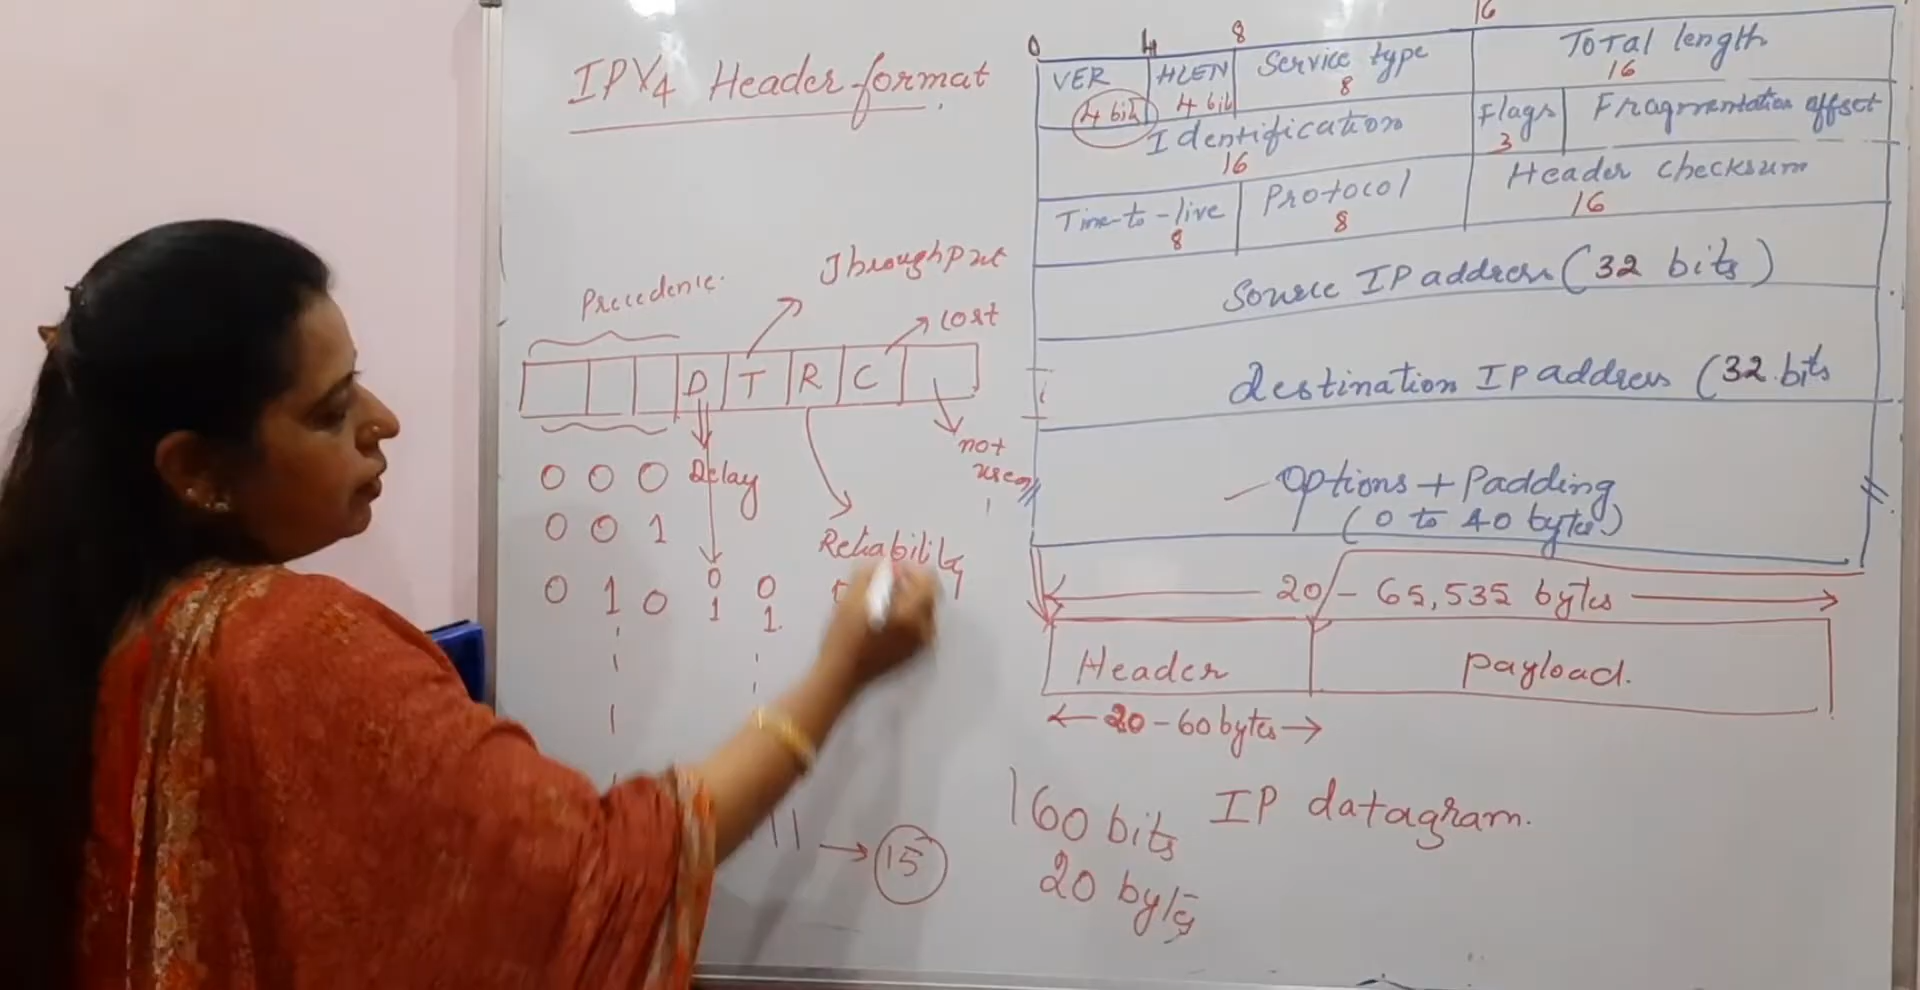 IPV4 Header format
0 4 8 16
VER HLEN Service type Total length
4 bit 4 bit 8 16
Identification Flags Fragmentation offset
16 3
Time-to-live Protocol Header checksum
8 8 16
Source IP address (32 bits)
destination IP address (32 bits
options + Padding
(0 to 40 bytes)
20 - 65,535 bytes
Header payload.
20 - 60 bytes
IP datagram.
160 bits
20 bytes
Precedenic. Throughput
Cost
D T R C
not
used
0 0 0 Delay
0 0 1
Reliability
0 1 0 0 0
1 1
15